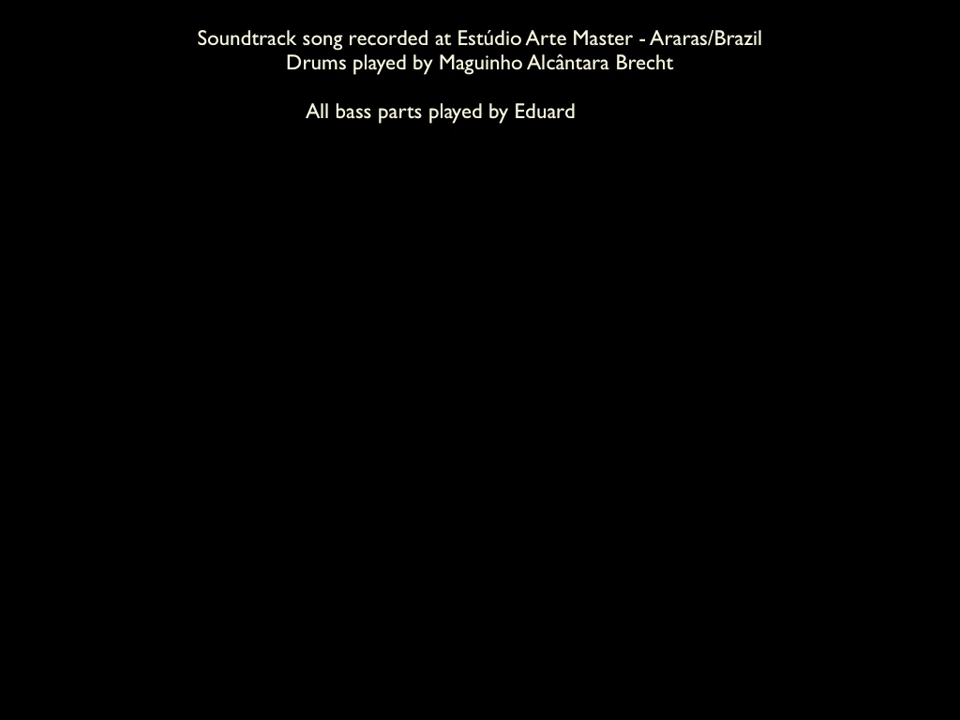 Soundtrack song recorded at Estúdio Arte Master - Araras/Brazil
Drums played by Maguinho Alcântara Brecht
All bass parts played by Eduard